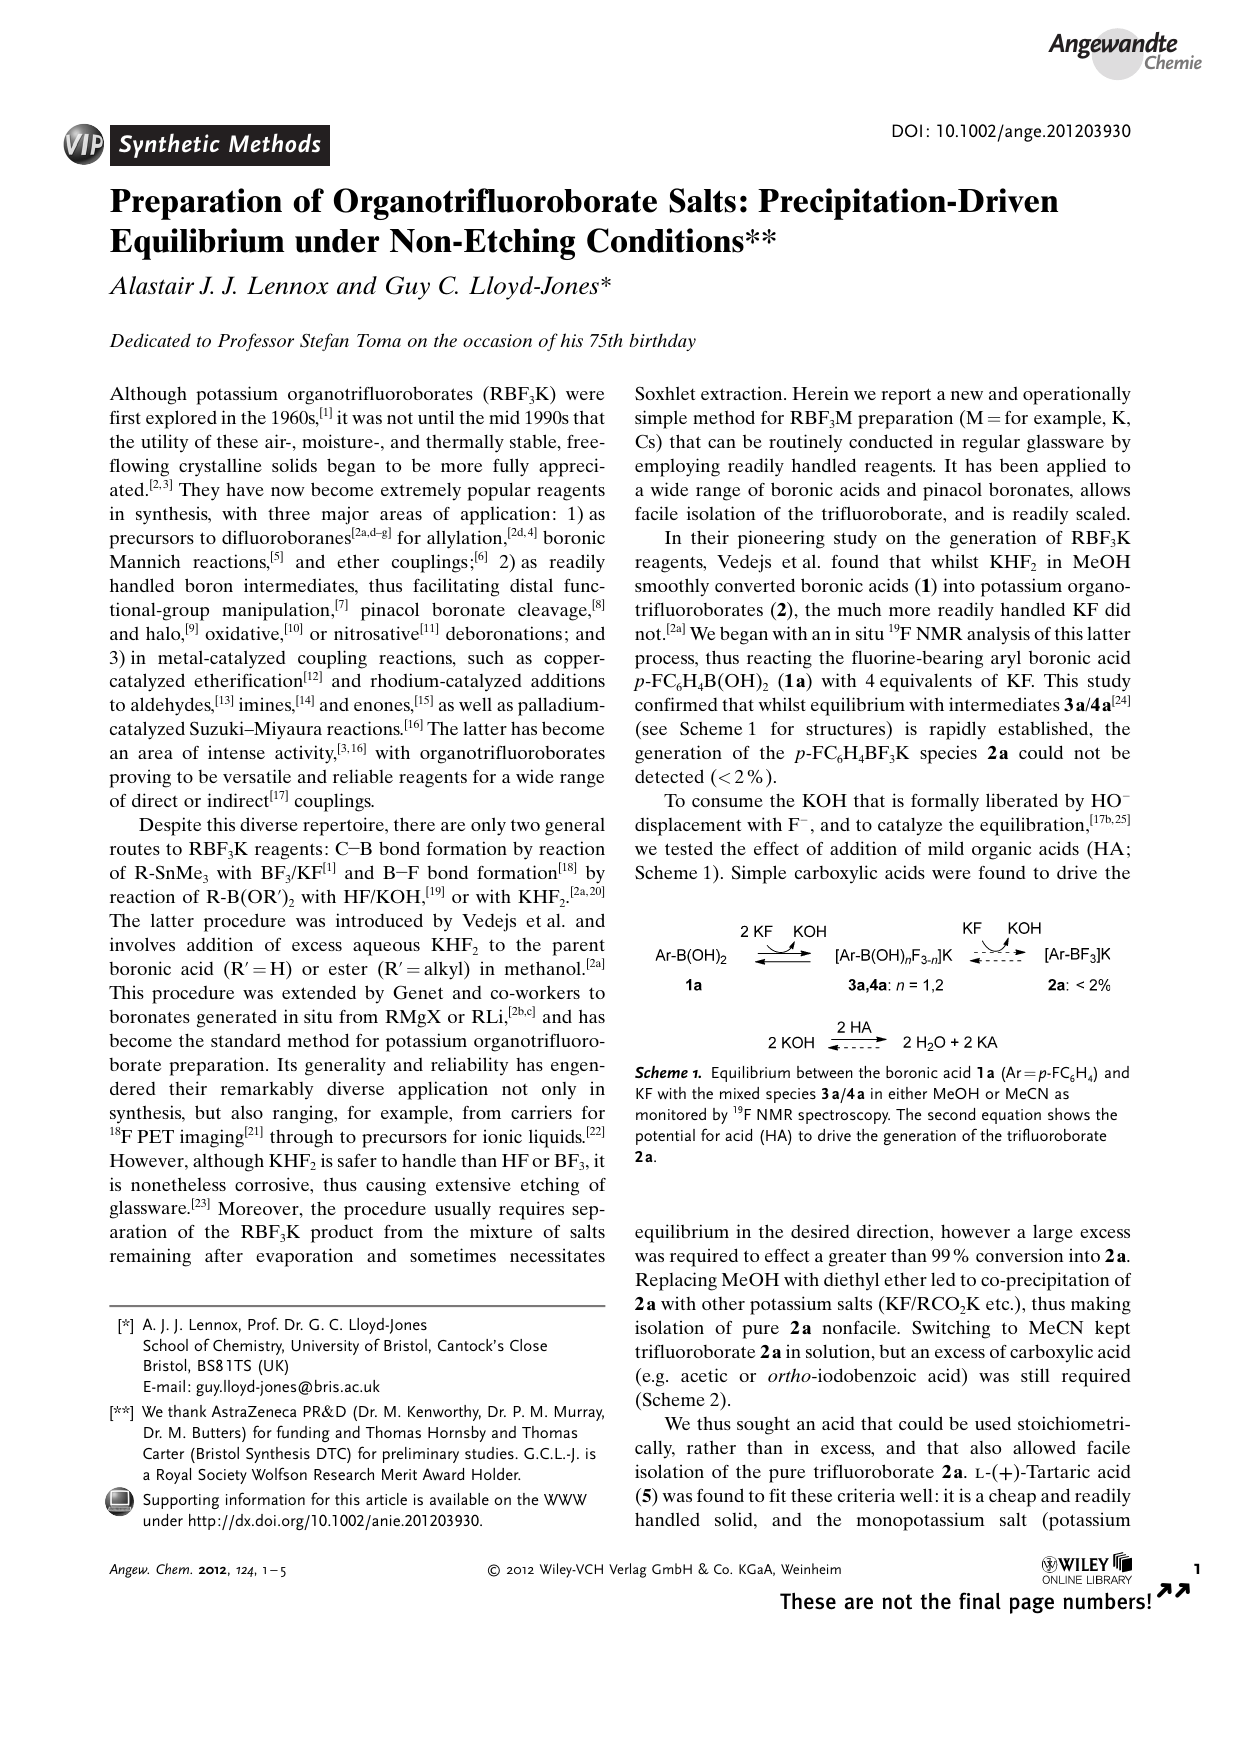 Angewandte
Chemie
VIP Synthetic Methods
DOI: 10.1002/ange.201203930
Preparation of Organotrifluoroborate Salts: Precipitation-Driven
Equilibrium under Non-Etching Conditions**
Alastair J. J. Lennox and Guy C. Lloyd-Jones*
Dedicated to Professor Stefan Toma on the occasion of his 75th birthday
Although potassium organotrifluoroborates (RBF₃K) were
first explored in the 1960s,[1] it was not until the mid 1990s that
the utility of these air-, moisture-, and thermally stable, free-
flowing crystalline solids began to be more fully appreci-
ated.[2,3] They have now become extremely popular reagents
in synthesis, with three major areas of application: 1) as
precursors to difluoroboranes[2a,d–g] for allylation,[2d,4] boronic
Mannich reactions,[5] and ether couplings;[6] 2) as readily
handled boron intermediates, thus facilitating distal func-
tional-group manipulation,[7] pinacol boronate cleavage,[8]
and halo,[9] oxidative,[10] or nitrosative[11] deboronations; and
3) in metal-catalyzed coupling reactions, such as copper-
catalyzed etherification[12] and rhodium-catalyzed additions
to aldehydes,[13] imines,[14] and enones,[15] as well as palladium-
catalyzed Suzuki–Miyaura reactions.[16] The latter has become
an area of intense activity,[3,16] with organotrifluoroborates
proving to be versatile and reliable reagents for a wide range
of direct or indirect[17] couplings.
Despite this diverse repertoire, there are only two general
routes to RBF₃K reagents: C−B bond formation by reaction
of R-SnMe₃ with BF₃/KF[1] and B−F bond formation[18] by
reaction of R-B(OR′)₂ with HF/KOH,[19] or with KHF₂.[2a,20]
The latter procedure was introduced by Vedejs et al. and
involves addition of excess aqueous KHF₂ to the parent
boronic acid (R′ = H) or ester (R′ = alkyl) in methanol.[2a]
This procedure was extended by Genet and co-workers to
boronates generated in situ from RMgX or RLi,[2b,c] and has
become the standard method for potassium organotrifluoro-
borate preparation. Its generality and reliability has engen-
dered their remarkably diverse application not only in
synthesis, but also ranging, for example, from carriers for
¹⁸F PET imaging[21] through to precursors for ionic liquids.[22]
However, although KHF₂ is safer to handle than HF or BF₃, it
is nonetheless corrosive, thus causing extensive etching of
glassware.[23] Moreover, the procedure usually requires sep-
aration of the RBF₃K product from the mixture of salts
remaining after evaporation and sometimes necessitates
[*] A. J. J. Lennox, Prof. Dr. G. C. Lloyd-Jones
School of Chemistry, University of Bristol, Cantock's Close
Bristol, BS81TS (UK)
E-mail: guy.lloyd-jones@bris.ac.uk
[**] We thank AstraZeneca PR&D (Dr. M. Kenworthy, Dr. P. M. Murray,
Dr. M. Butters) for funding and Thomas Hornsby and Thomas
Carter (Bristol Synthesis DTC) for preliminary studies. G.C.L.-J. is
a Royal Society Wolfson Research Merit Award Holder.
Supporting information for this article is available on the WWW
under http://dx.doi.org/10.1002/anie.201203930.
Soxhlet extraction. Herein we report a new and operationally
simple method for RBF₃M preparation (M = for example, K,
Cs) that can be routinely conducted in regular glassware by
employing readily handled reagents. It has been applied to
a wide range of boronic acids and pinacol boronates, allows
facile isolation of the trifluoroborate, and is readily scaled.
In their pioneering study on the generation of RBF₃K
reagents, Vedejs et al. found that whilst KHF₂ in MeOH
smoothly converted boronic acids (1) into potassium organo-
trifluoroborates (2), the much more readily handled KF did
not.[2a] We began with an in situ ¹⁹F NMR analysis of this latter
process, thus reacting the fluorine-bearing aryl boronic acid
p-FC₆H₄B(OH)₂ (1a) with 4 equivalents of KF. This study
confirmed that whilst equilibrium with intermediates 3a/4a[24]
(see Scheme 1 for structures) is rapidly established, the
generation of the p-FC₆H₄BF₃K species 2a could not be
detected (< 2 %).
To consume the KOH that is formally liberated by HO⁻
displacement with F⁻, and to catalyze the equilibration,[17b,25]
we tested the effect of addition of mild organic acids (HA;
Scheme 1). Simple carboxylic acids were found to drive the
2 KF KOH KF KOH
Ar-B(OH)₂ [Ar-B(OH)ₙF₃₋ₙ]K [Ar-BF₃]K
1a 3a,4a: n = 1,2 2a: < 2%
2 HA
2 KOH 2 H₂O + 2 KA
Scheme 1. Equilibrium between the boronic acid 1a (Ar = p-FC₆H₄) and
KF with the mixed species 3a/4a in either MeOH or MeCN as
monitored by ¹⁹F NMR spectroscopy. The second equation shows the
potential for acid (HA) to drive the generation of the trifluoroborate
2a.
equilibrium in the desired direction, however a large excess
was required to effect a greater than 99 % conversion into 2a.
Replacing MeOH with diethyl ether led to co-precipitation of
2a with other potassium salts (KF/RCO₂K etc.), thus making
isolation of pure 2a nonfacile. Switching to MeCN kept
trifluoroborate 2a in solution, but an excess of carboxylic acid
(e.g. acetic or ortho-iodobenzoic acid) was still required
(Scheme 2).
We thus sought an acid that could be used stoichiometri-
cally, rather than in excess, and that also allowed facile
isolation of the pure trifluoroborate 2a. L-(+)-Tartaric acid
(5) was found to fit these criteria well: it is a cheap and readily
handled solid, and the monopotassium salt (potassium
Angew. Chem. 2012, 124, 1 – 5
© 2012 Wiley-VCH Verlag GmbH & Co. KGaA, Weinheim
WILEY
ONLINE LIBRARY
1
These are not the final page numbers!